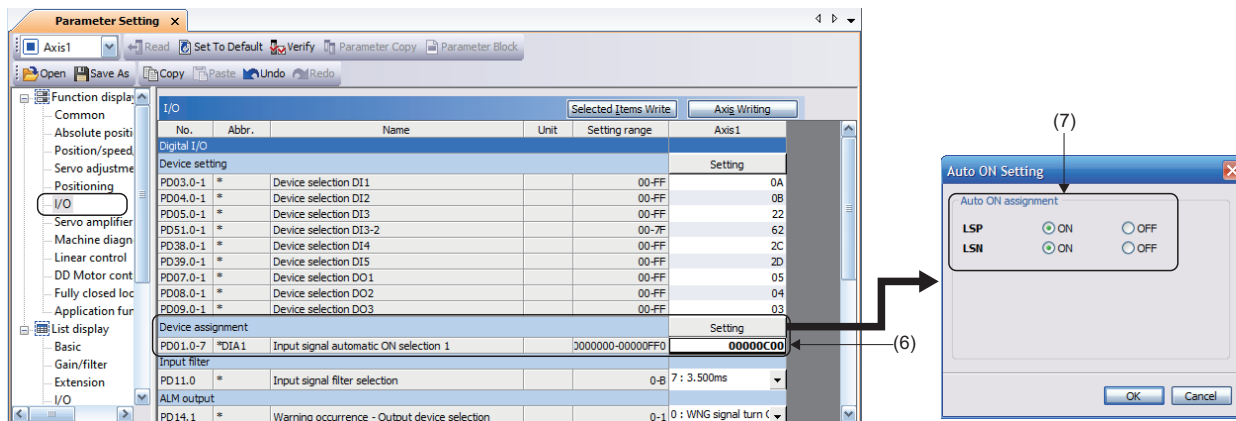 Parameter Setting X
Axis1 Read Set To Default Verify Parameter Copy Parameter Block
Open Save As Copy Paste Undo Redo
Function display
Common
Absolute positi
Position/speed
Servo adjustme
Positioning
I/O
Servo amplifier
Machine diagn
Linear control
DD Motor cont
Fully closed loc
Application fur
List display
Basic
Gain/filter
Extension
I/O
I/O Selected Items Write Axis Writing
No. Abbr. Name Unit Setting range Axis1
Digital I/O
Device setting Setting
PD03.0-1 * Device selection DI1 00-FF 0A
PD04.0-1 * Device selection DI2 00-FF 0B
PD05.0-1 * Device selection DI3 00-FF 22
PD51.0-1 * Device selection DI3-2 00-7F 62
PD38.0-1 * Device selection DI4 00-FF 2C
PD39.0-1 * Device selection DI5 00-FF 2D
PD07.0-1 * Device selection DO1 00-FF 05
PD08.0-1 * Device selection DO2 00-FF 04
PD09.0-1 * Device selection DO3 00-FF 03
Device assignment Setting
PD01.0-7 *DIA1 Input signal automatic ON selection 1 0000000-00000FF0 00000C00
(6)
Input filter
PD11.0 * Input signal filter selection 0-B 7 : 3.500ms
ALM output
PD14.1 * Warning occurrence - Output device selection 0-1 0 : WNG signal turn (
(7)
Auto ON Setting
Auto ON assignment
LSP ON OFF
LSN ON OFF
OK Cancel